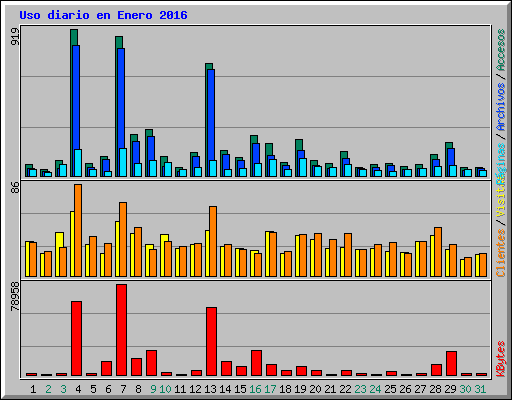 Uso diario en Enero 2016
919
86
78958
Clientes / Visitas
Páginas / Archivos / Accesos
KBytes
1 2 3 4 5 6 7 8 9 10 11 12 13 14 15 16 17 18 19 20 21 22 23 24 25 26 27 28 29 30 31